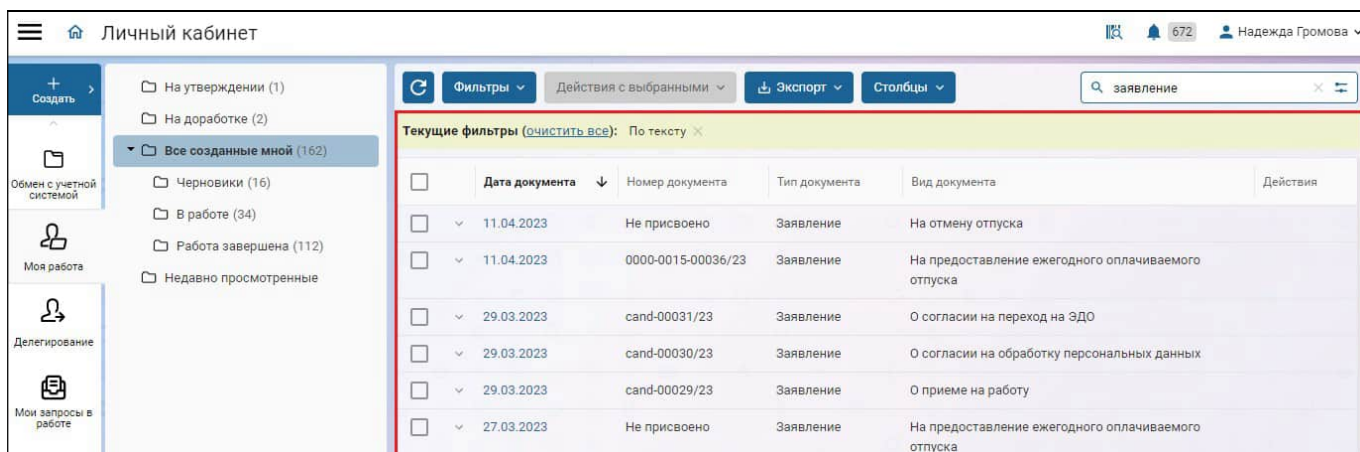 Личный кабинет
672
Надежда Громова
Создать
Обмен с учетной
системой
Моя работа
Делегирование
Мои запросы в
работе
На утверждении (1)
На доработке (2)
Все созданные мной (162)
Черновики (16)
В работе (34)
Работа завершена (112)
Недавно просмотренные
Фильтры
Действия с выбранными
Экспорт
Столбцы
заявление
Текущие фильтры (очистить все): По тексту
Дата документа Номер документа Тип документа Вид документа Действия
11.04.2023 Не присвоено Заявление На отмену отпуска
11.04.2023 0000-0015-00036/23 Заявление На предоставление ежегодного оплачиваемого
отпуска
29.03.2023 cand-00031/23 Заявление О согласии на переход на ЭДО
29.03.2023 cand-00030/23 Заявление О согласии на обработку персональных данных
29.03.2023 cand-00029/23 Заявление О приеме на работу
27.03.2023 Не присвоено Заявление На предоставление ежегодного оплачиваемого
отпуска